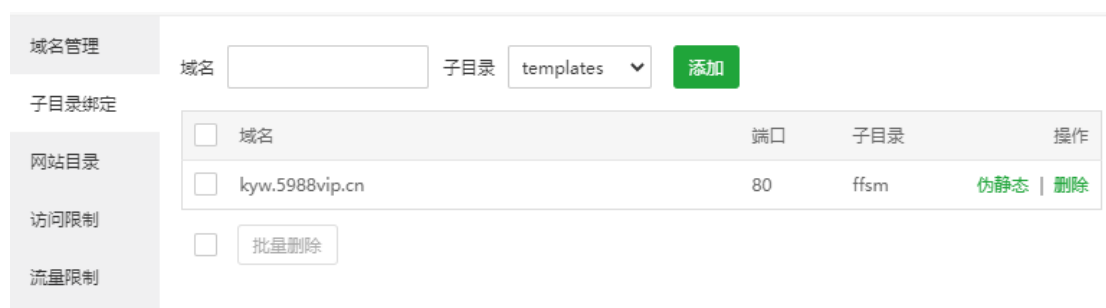 域名管理
子目录绑定
网站目录
访问限制
流量限制
域名 子目录 templates 添加
域名 端口 子目录 操作
kyw.5988vip.cn 80 ffsm 伪静态 | 删除
批量删除